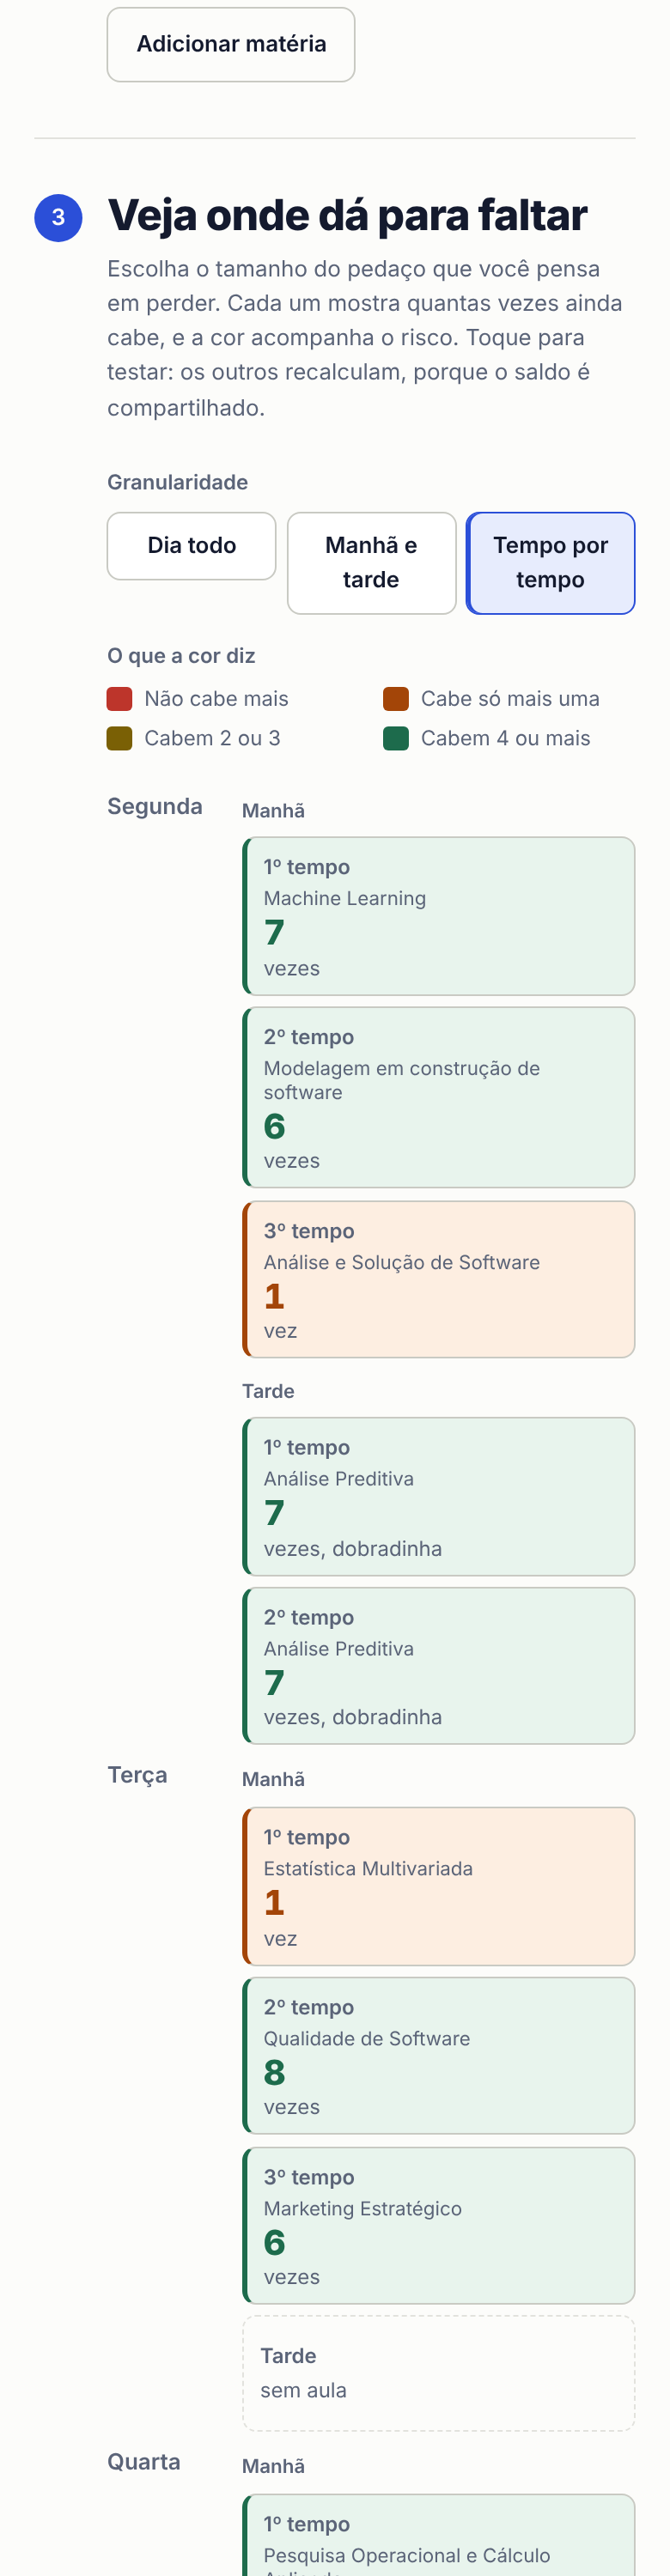 Adicionar matéria
3
Veja onde dá para faltar
Escolha o tamanho do pedaço que você pensa
em perder. Cada um mostra quantas vezes ainda
cabe, e a cor acompanha o risco. Toque para
testar: os outros recalculam, porque o saldo é
compartilhado.
Granularidade
Dia todo
Manhã e
tarde
Tempo por
tempo
O que a cor diz
Não cabe mais
Cabe só mais uma
Cabem 2 ou 3
Cabem 4 ou mais
Segunda
Manhã
1º tempo
Machine Learning
7
vezes
2º tempo
Modelagem em construção de
software
6
vezes
3º tempo
Análise e Solução de Software
1
vez
Tarde
1º tempo
Análise Preditiva
7
vezes, dobradinha
2º tempo
Análise Preditiva
7
vezes, dobradinha
Terça
Manhã
1º tempo
Estatística Multivariada
1
vez
2º tempo
Qualidade de Software
8
vezes
3º tempo
Marketing Estratégico
6
vezes
Tarde
sem aula
Quarta
Manhã
1º tempo
Pesquisa Operacional e Cálculo